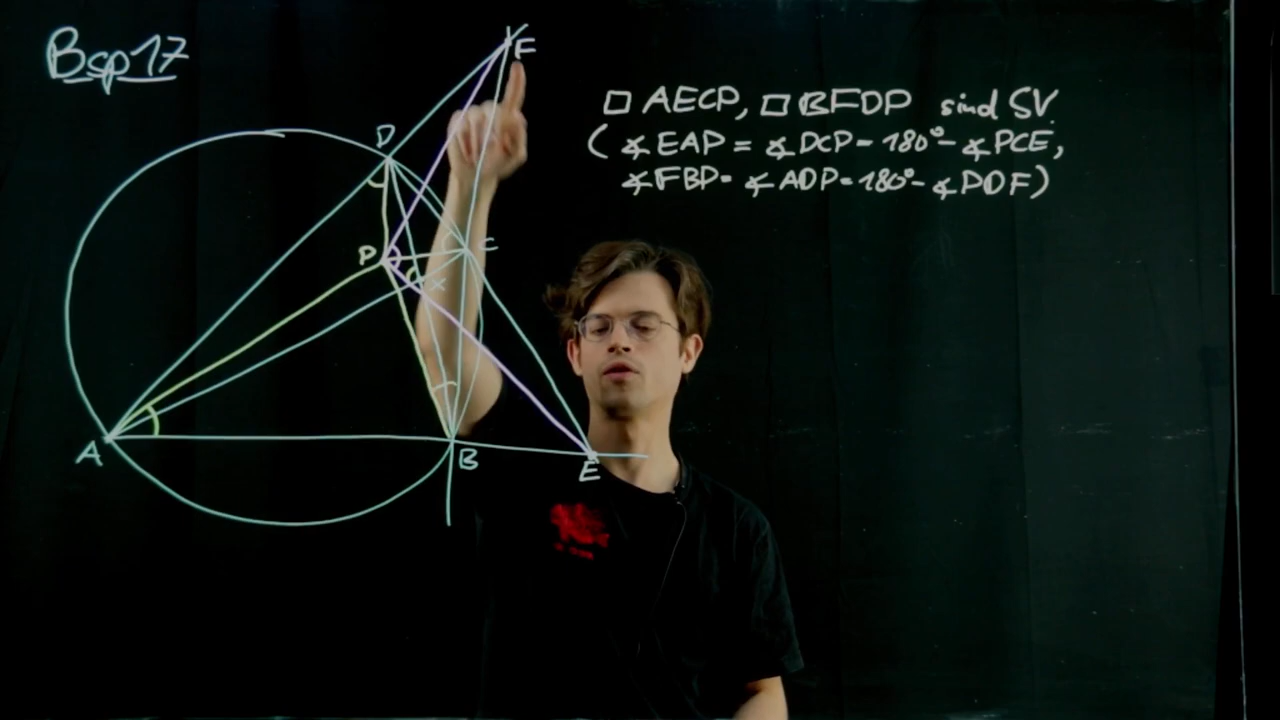 Bsp 17
□ AECP, □ BFDP sind SV.
(∡EAP = ∡DCP = 180° - ∡PCE,
∡FBP = ∡ADP = 180° - ∡PDF)
F
D
P
C
X
A
B
E